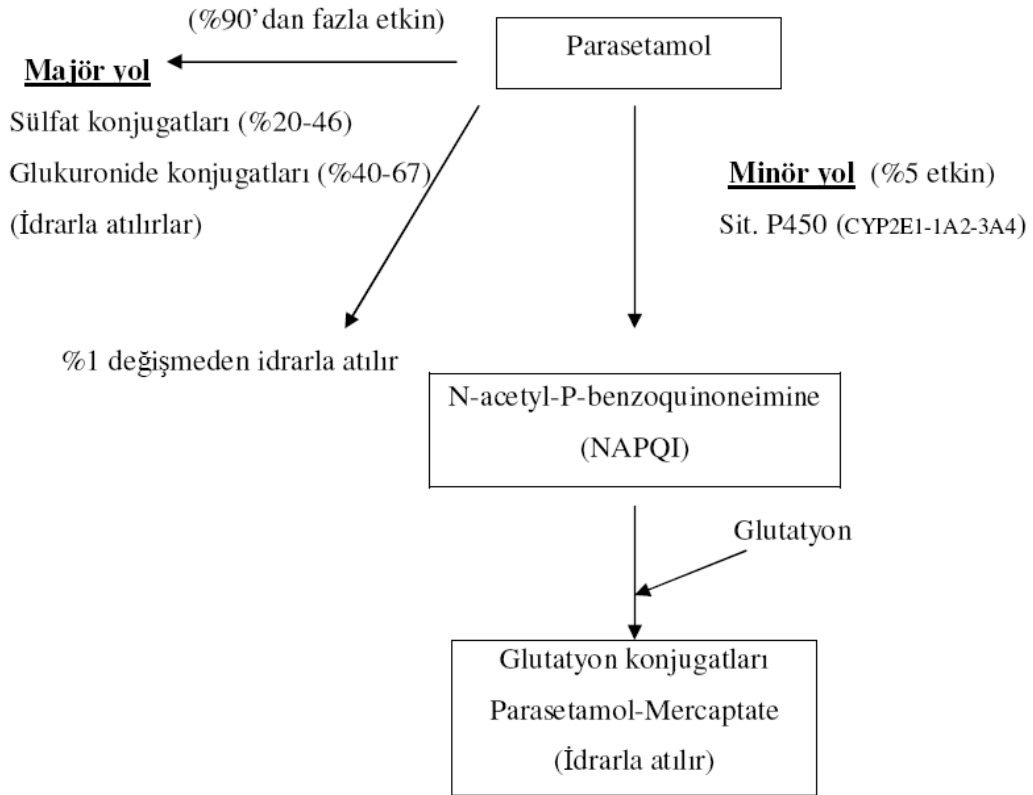 (%90’dan fazla etkin)
Parasetamol
Majör yol
Sülfat konjugatları (%20-46)
Glukuronide konjugatları (%40-67)
(İdrarla atılırlar)
Minör yol (%5 etkin)
Sit. P450 (CYP2E1-1A2-3A4)
%1 değişmeden idrarla atılır
N-acetyl-P-benzoquinoneimine
(NAPQI)
Glutatyon
Glutatyon konjugatları
Parasetamol-Mercaptate
(İdrarla atılır)